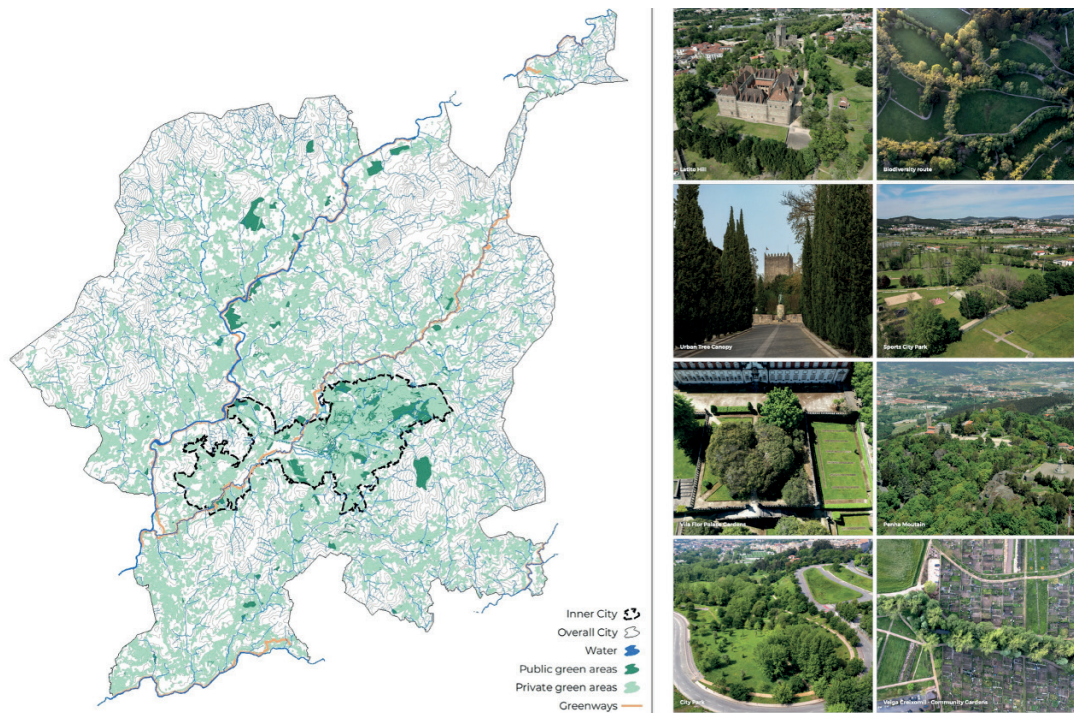 Inner City
Overall City
Water
Public green areas
Private green areas
Greenways
Latito Hill
Biodiversity route
Urban Tree Canopy
Sports City Park
Vila Flor Palace Gardens
Penha Moutain
City Park
Veiga Creixomil - Community Gardens